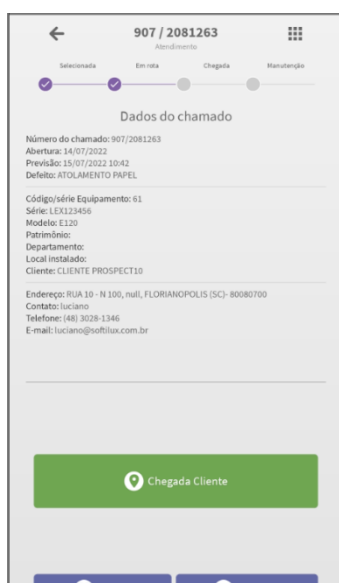 907 / 2081263
Atendimento
Selecionada Em rota Chegada Manutenção
Dados do chamado
Número do chamado: 907/2081263
Abertura: 14/07/2022
Previsão: 15/07/2022 10:42
Defeito: ATOLAMENTO PAPEL
Código/série Equipamento: 61
Série: LEX123456
Modelo: E120
Patrimônio:
Departamento:
Local instalado:
Cliente: CLIENTE PROSPECT10
Endereço: RUA 10 - N 100, null, FLORIANOPOLIS (SC)- 80080700
Contato: luciano
Telefone: (48) 3028-1346
E-mail: luciano@softilux.com.br
Chegada Cliente